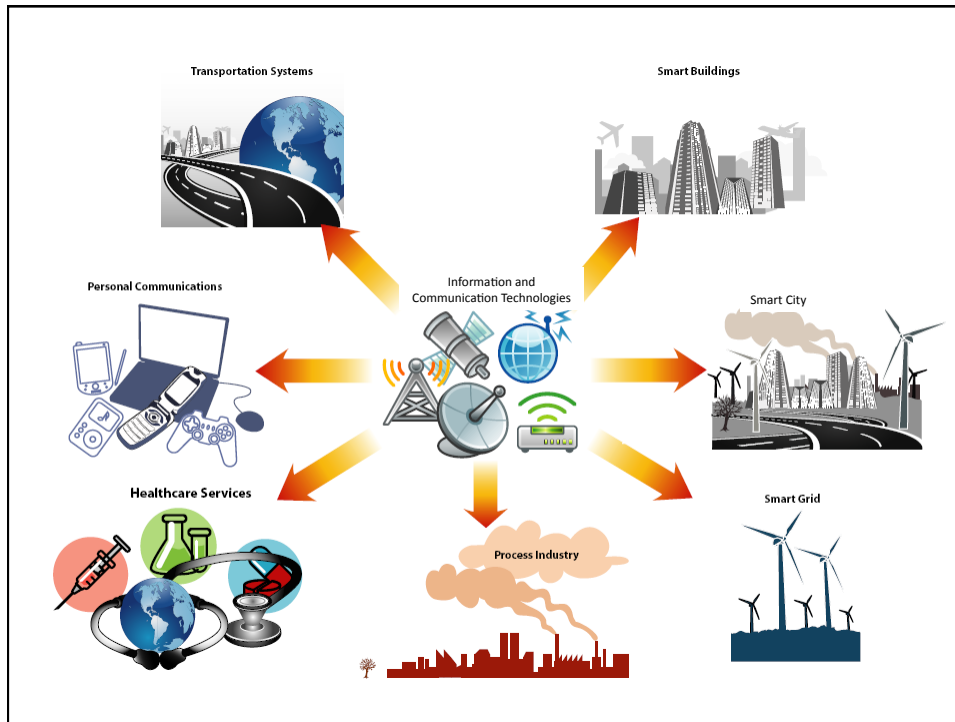 Transportation Systems
Smart Buildings
Information and
Communication Technologies
Personal Communications
Smart City
Healthcare Services
Smart Grid
Process Industry